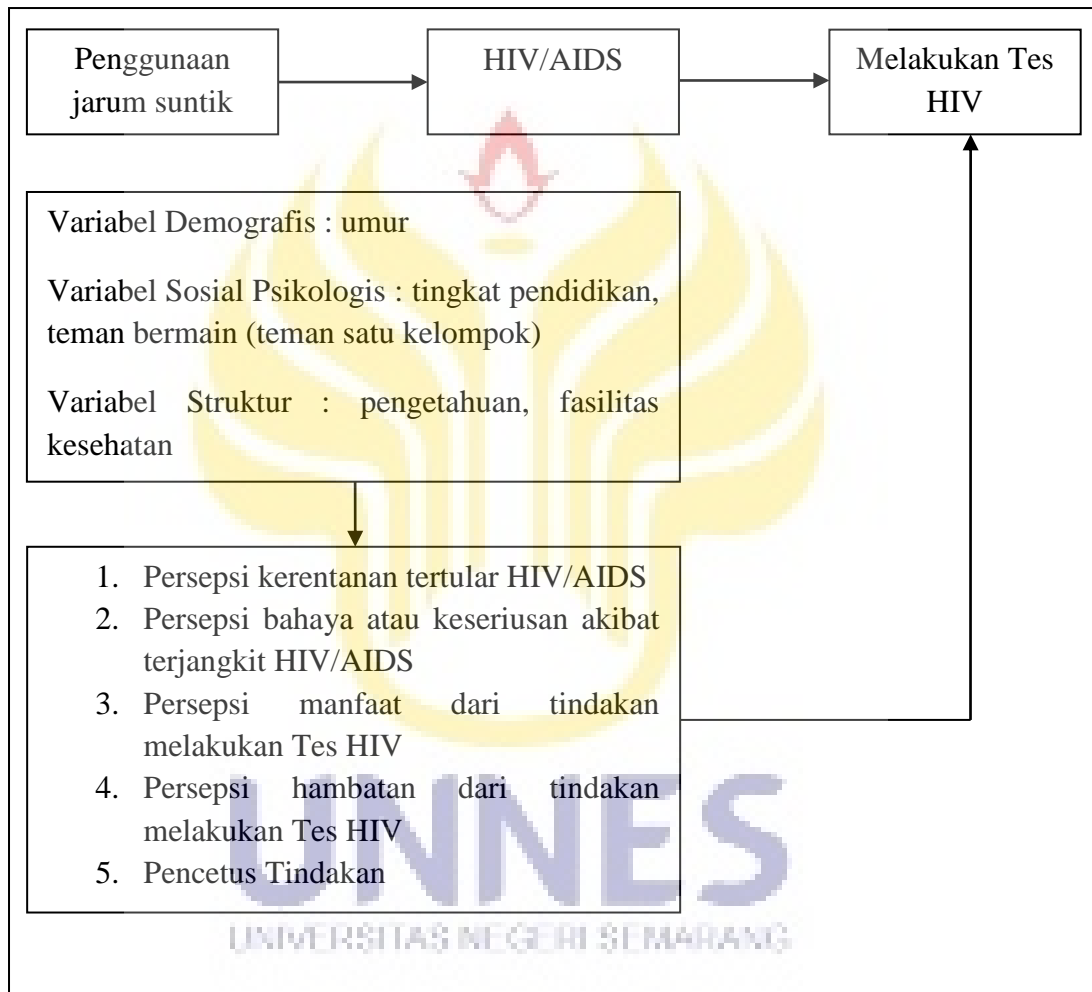 Penggunaan
jarum suntik
HIV/AIDS
Melakukan Tes
HIV
Variabel Demografis : umur
Variabel Sosial Psikologis : tingkat pendidikan,
teman bermain (teman satu kelompok)
Variabel Struktur : pengetahuan, fasilitas
kesehatan
1. Persepsi kerentanan tertular HIV/AIDS
2. Persepsi bahaya atau keseriusan akibat
terjangkit HIV/AIDS
3. Persepsi manfaat dari tindakan
melakukan Tes HIV
4. Persepsi hambatan dari tindakan
melakukan Tes HIV
5. Pencetus Tindakan
UNNES
UNIVERSITAS NEGERI SEMARANG